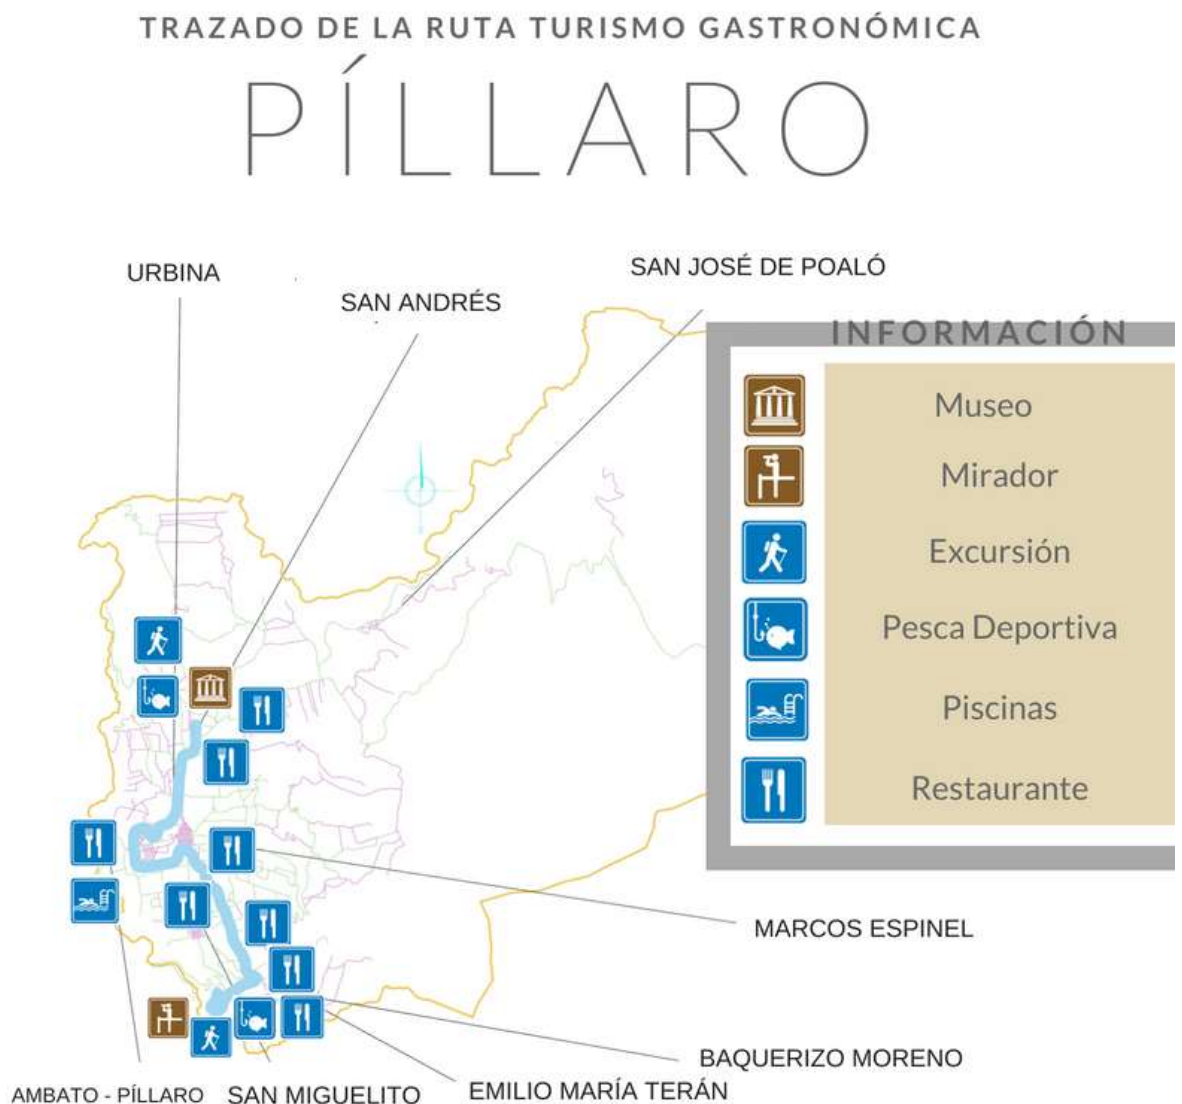 TRAZADO DE LA RUTA TURISMO GASTRONÓMICA
PÍLLARO
URBINA
SAN ANDRÉS
SAN JOSÉ DE POALÓ
INFORMACIÓN
Museo
Mirador
Excursión
Pesca Deportiva
Piscinas
Restaurante
MARCOS ESPINEL
BAQUERIZO MORENO
EMILIO MARÍA TERÁN
SAN MIGUELITO
AMBATO - PÍLLARO